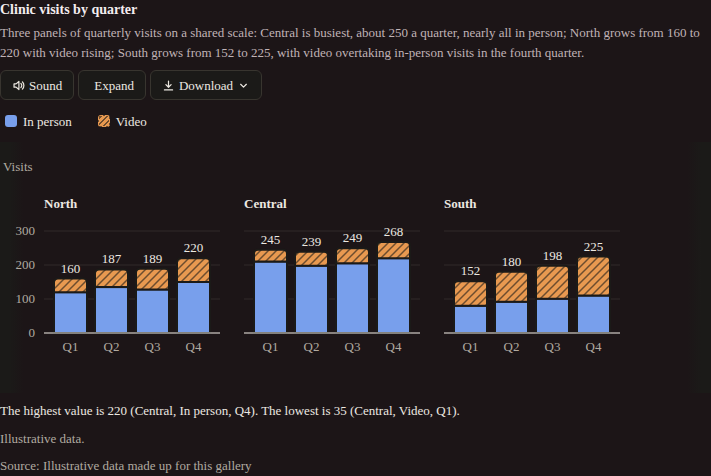 Clinic visits by quarter
Three panels of quarterly visits on a shared scale: Central is busiest, about 250 a quarter, nearly all in person; North grows from 160 to
220 with video rising; South grows from 152 to 225, with video overtaking in-person visits in the fourth quarter.
Sound Expand Download
In person Video
Visits
North Central South
300
200
100
0
160 187 189 220
245 239 249 268
152 180 198 225
Q1 Q2 Q3 Q4 Q1 Q2 Q3 Q4 Q1 Q2 Q3 Q4
The highest value is 220 (Central, In person, Q4). The lowest is 35 (Central, Video, Q1).
Illustrative data.
Source: Illustrative data made up for this gallery